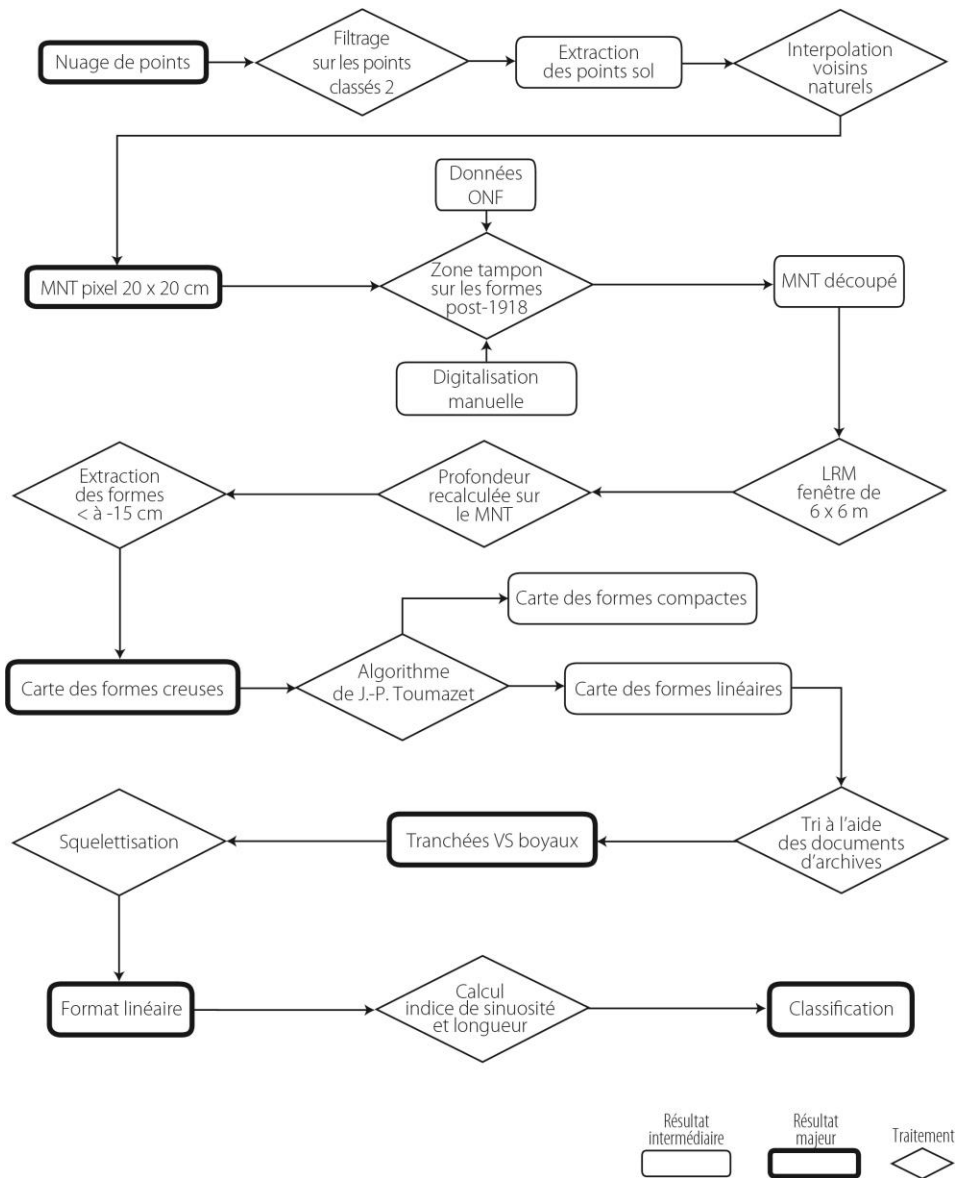 Nuage de points
Filtrage
sur les points
classés 2
Extraction
des points sol
Interpolation
voisins
naturels
Données
ONF
MNT pixel 20 x 20 cm
Zone tampon
sur les formes
post-1918
MNT découpé
Digitalisation
manuelle
Extraction
des formes
< à -15 cm
Profondeur
recalculée sur
le MNT
LRM
fenêtre de
6 x 6 m
Carte des formes compactes
Carte des formes creuses
Algorithme
de J.-P. Toumazet
Carte des formes linéaires
Squelettisation
Tranchées VS boyaux
Tri à l'aide
des documents
d'archives
Format linéaire
Calcul
indice de sinuosité
et longueur
Classification
Résultat
intermédiaire
Résultat
majeur
Traitement